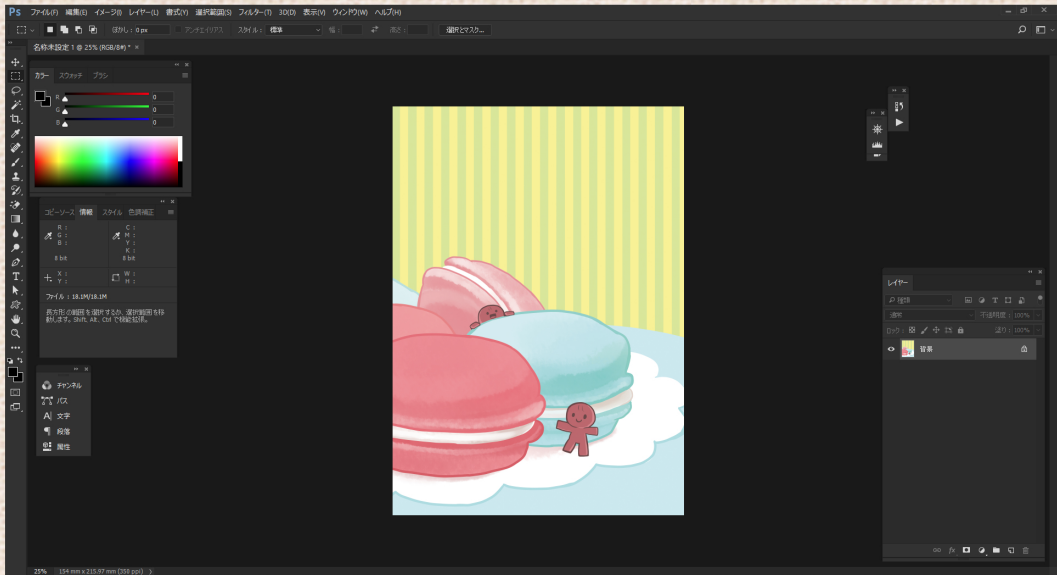 Ps ファイル(F) 編集(E) イメージ(I) レイヤー(L) 書式(Y) 選択範囲(S) フィルター(T) 3D(D) 表示(V) ウィンドウ(W) ヘルプ(H)
ぼかし: 0 px アンチエイリアス スタイル: 標準 幅: 高さ: 選択とマスク...
名称未設定 1 @ 25% (RGB/8#) * ×
カラー スウォッチ ブラシ
R 0
G 0
B 0
コピーソース 情報 スタイル 色調補正
R: C:
G: M:
B: Y:
K:
8 bit 8 bit
X: W:
Y: H:
ファイル : 18.1M/18.1M
長方形の範囲を選択するか、選択範囲を移
動します。Shift、Alt、Ctrl で機能拡張。
チャンネル
パス
A 文字
段落
属性
レイヤー
種類
通常 不透明度: 100%
ロック: 塗り: 100%
背景
fx
25% 154 mm x 215.97 mm (350 ppi)